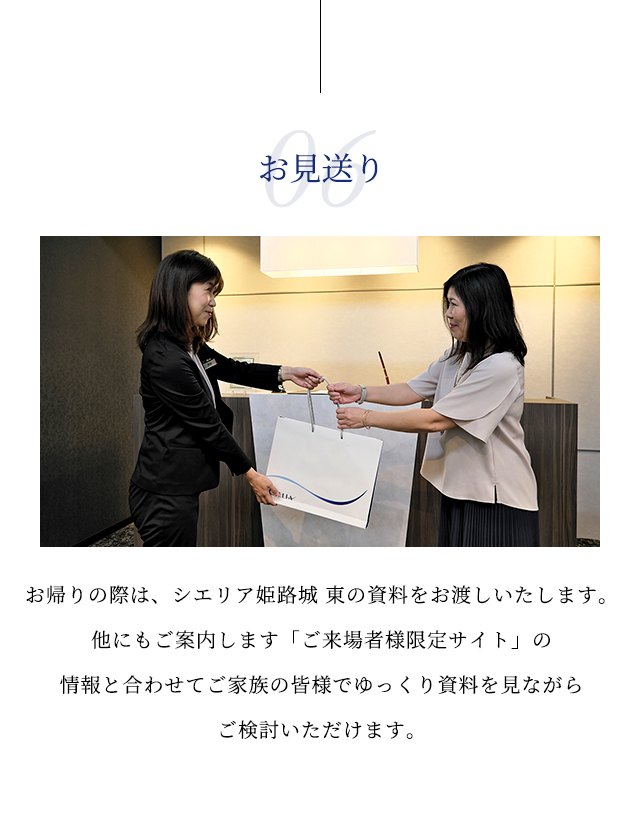 06
お見送り
お帰りの際は、シエリア姫路城 東の資料をお渡しいたします。
他にもご案内します「ご来場者様限定サイト」の
情報と合わせてご家族の皆様でゆっくり資料を見ながら
ご検討いただけます。